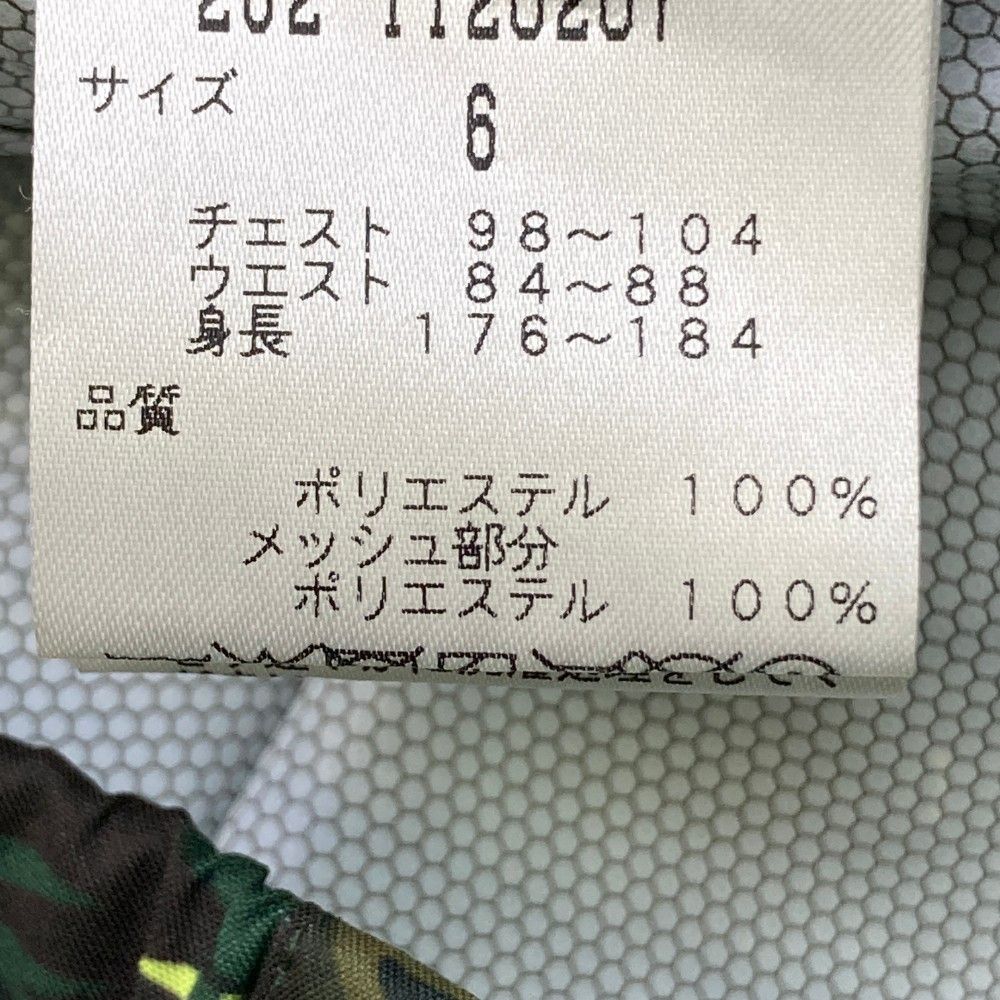 サイズ 6
チェスト 98～104
ウエスト 84～88
身長 176～184
品質
ポリエステル 100%
メッシュ部分
ポリエステル 100%